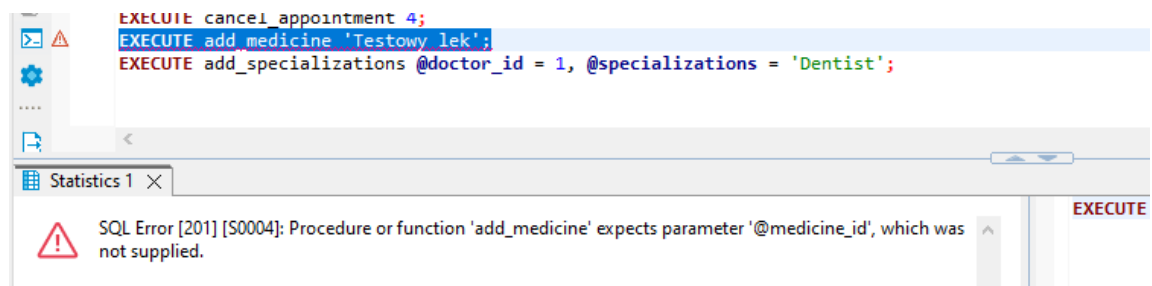 EXECUTE cancel_appointment 4;
EXECUTE add_medicine 'Testowy lek';
EXECUTE add_specializations @doctor_id = 1, @specializations = 'Dentist';
Statistics 1
SQL Error [201] [S0004]: Procedure or function 'add_medicine' expects parameter '@medicine_id', which was
not supplied.
EXECUTE